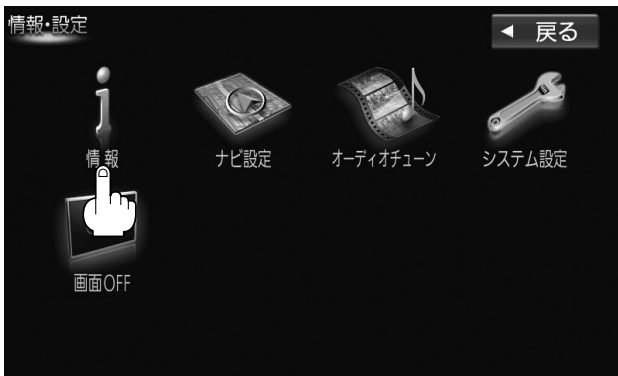 情報・設定
戻る
情報
ナビ設定
オーディオチューン
システム設定
画面OFF